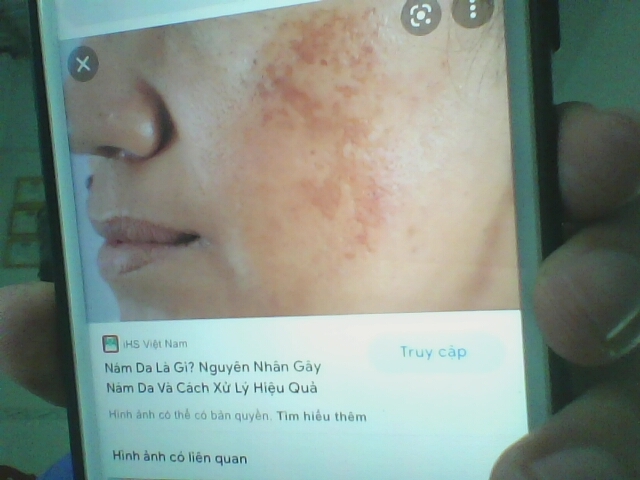 iHS Việt Nam
Nám Da Là Gì? Nguyên Nhân Gây
Nám Da Và Cách Xử Lý Hiệu Quả
Truy cập
Hình ảnh có thể có bản quyền. Tìm hiểu thêm
Hình ảnh có liên quan